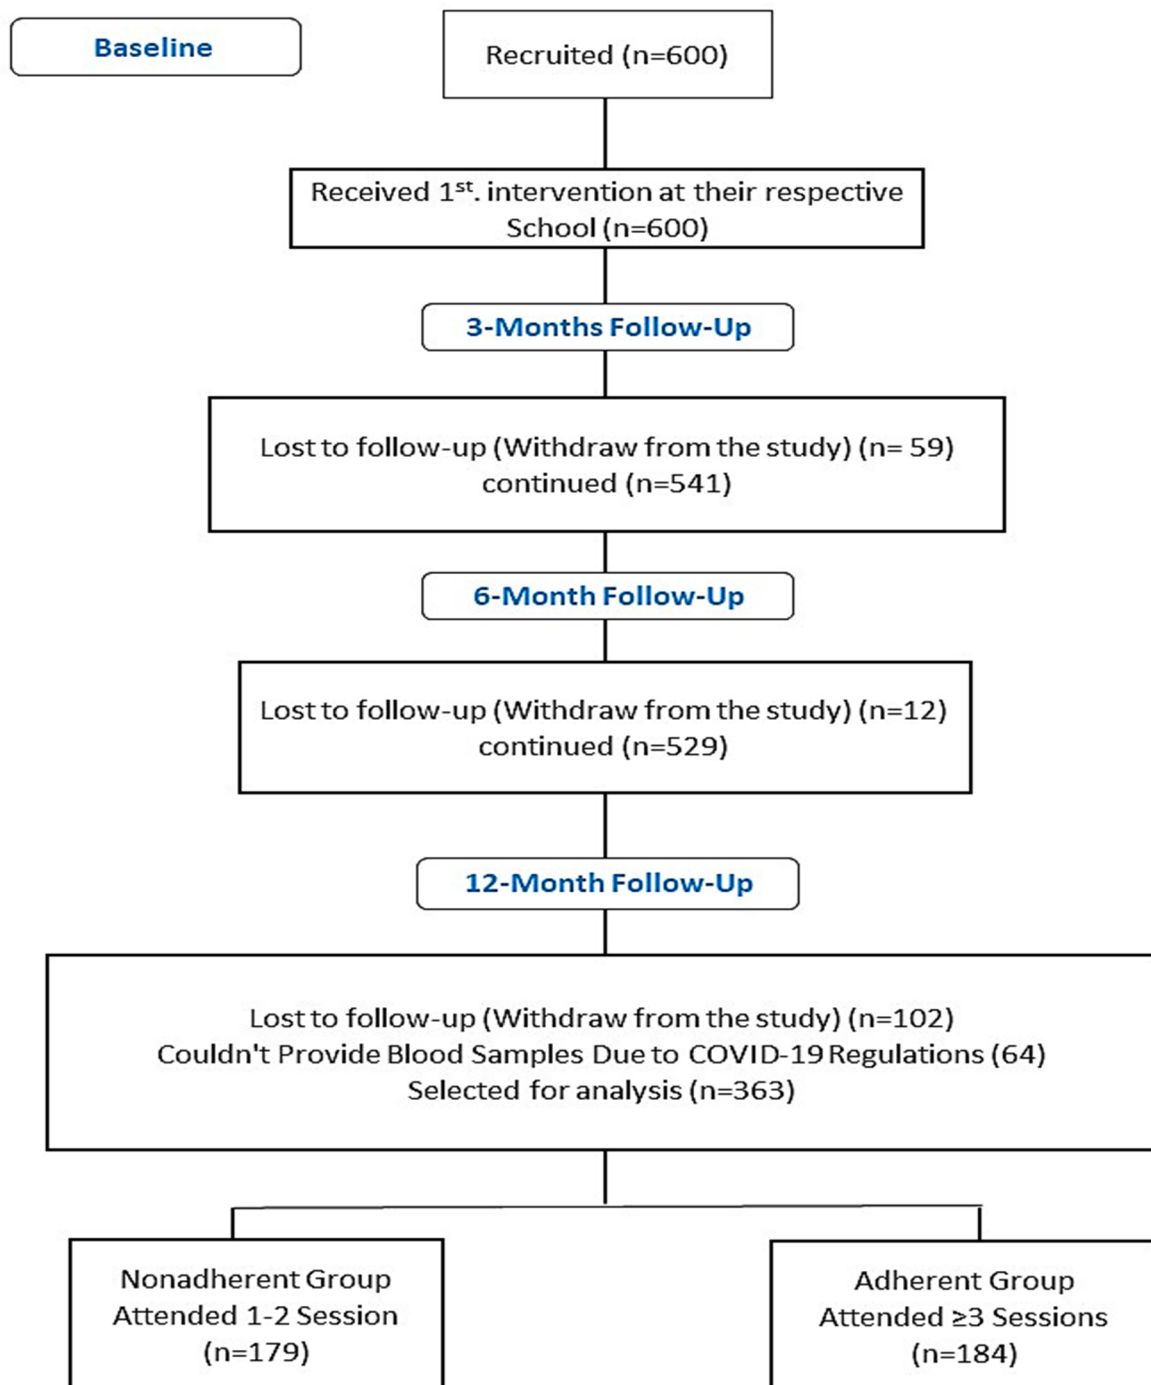 Baseline
Recruited (n=600)
Received 1st. intervention at their respective
School (n=600)
3-Months Follow-Up
Lost to follow-up (Withdraw from the study) (n= 59)
continued (n=541)
6-Month Follow-Up
Lost to follow-up (Withdraw from the study) (n=12)
continued (n=529)
12-Month Follow-Up
Lost to follow-up (Withdraw from the study) (n=102)
Couldn't Provide Blood Samples Due to COVID-19 Regulations (64)
Selected for analysis (n=363)
Nonadherent Group
Attended 1-2 Session
(n=179)
Adherent Group
Attended ≥3 Sessions
(n=184)